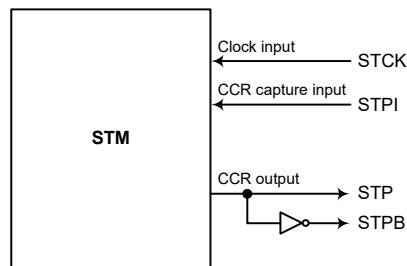 Clock input
STCK
CCR capture input
STPI
STM
CCR output
STP
STPB